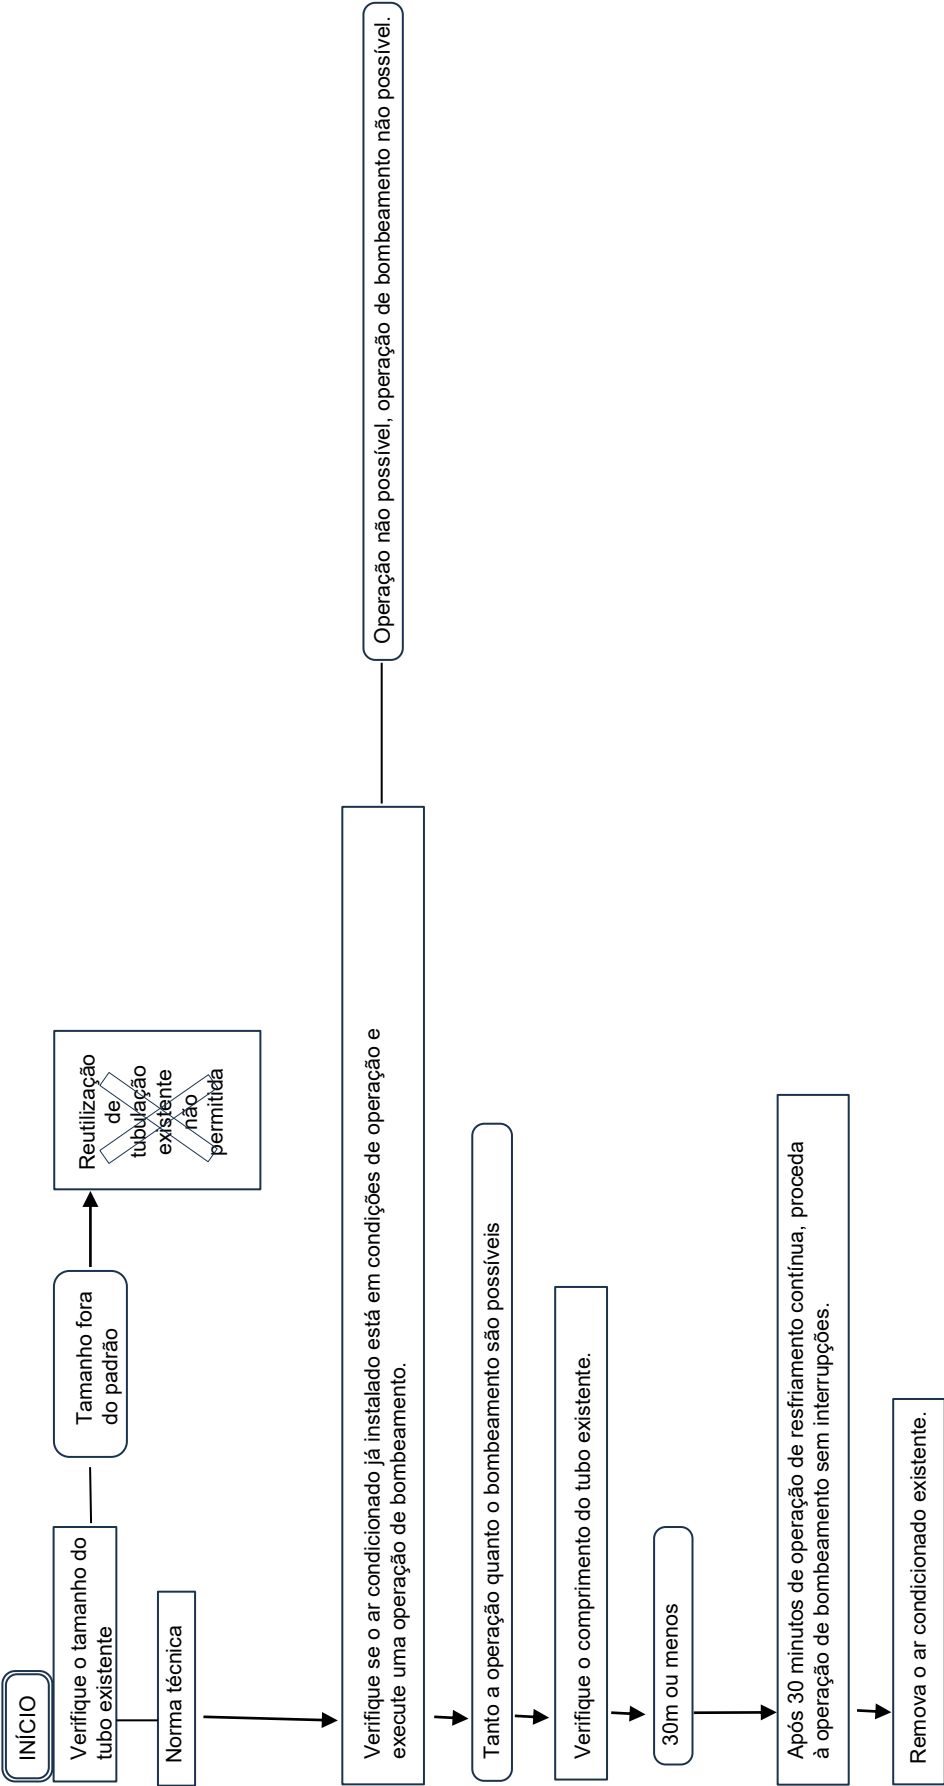 INÍCIO
Verifique o tamanho do
tubo existente
Tamanho fora
do padrão
Reutilização
de
tubulação
existente
não
permitida
Norma técnica
Verifique se o ar condicionado já instalado está em condições de operação e
execute uma operação de bombeamento.
Operação não possível, operação de bombeamento não possível.
Tanto a operação quanto o bombeamento são possíveis
Verifique o comprimento do tubo existente.
30m ou menos
Após 30 minutos de operação de resfriamento contínua, proceda
à operação de bombeamento sem interrupções.
Remova o ar condicionado existente.